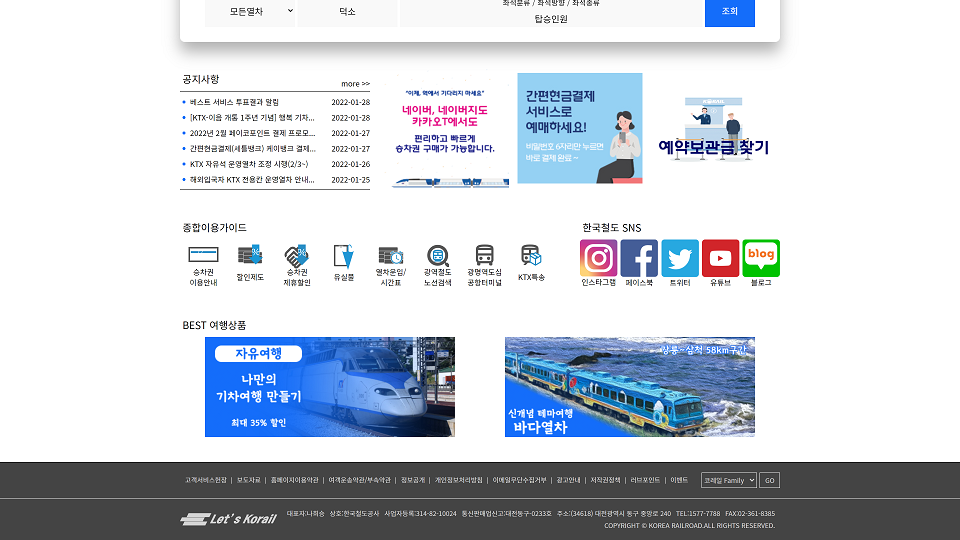 모든열차
덕소
좌석분류 / 좌석방향 / 좌석종류
탑승인원
조회
공지사항
more >>
베스트 서비스 투표결과 알림 2022-01-28
[KTX-이음 개통 1주년 기념] 행복 기차... 2022-01-28
2022년 2월 페이코포인트 결제 프로모... 2022-01-27
간편현금결제(세틀뱅크) 케이뱅크 결제... 2022-01-27
KTX 자유석 운영열차 조정 시행(2/3~) 2022-01-26
해외입국자 KTX 전용칸 운영열차 안내... 2022-01-25
"이제, 역에서 기다리지 마세요"
네이버, 네이버지도
카카오T에서도
편리하고 빠르게
승차권 구매가 가능합니다.
간편현금결제
서비스로
예매하세요!
비밀번호 6자리만 누르면
바로 결제 완료~
예약보관금 찾기
종합이용가이드
승차권
이용안내
할인제도
승차권
제휴할인
유실물
열차운임/
시간표
광역철도
노선검색
광명역도심
공항터미널
KTX특송
한국철도 SNS
인스타그램
페이스북
트위터
유튜브
blog
블로그
BEST 여행상품
자유여행
나만의
기차여행 만들기
최대 35% 할인
강릉~삼척 58km구간
신개념 테마여행
바다열차
고객서비스헌장 | 보도자료 | 홈페이지이용약관 | 여객운송약관/부속약관 | 정보공개 | 개인정보처리방침 | 이메일무단수집거부 | 광고안내 | 저작권정책 | 러브포인트 | 이벤트
코레일 Family
GO
Let's Korail
대표자:나희승 상호:한국철도공사 사업자등록:314-82-10024 통신판매업신고:대전동구-0233호 주소:(34618) 대전광역시 동구 중앙로 240 TEL:1577-7788 FAX:02-361-8385
COPYRIGHT © KOREA RAILROAD.ALL RIGHTS RESERVED.